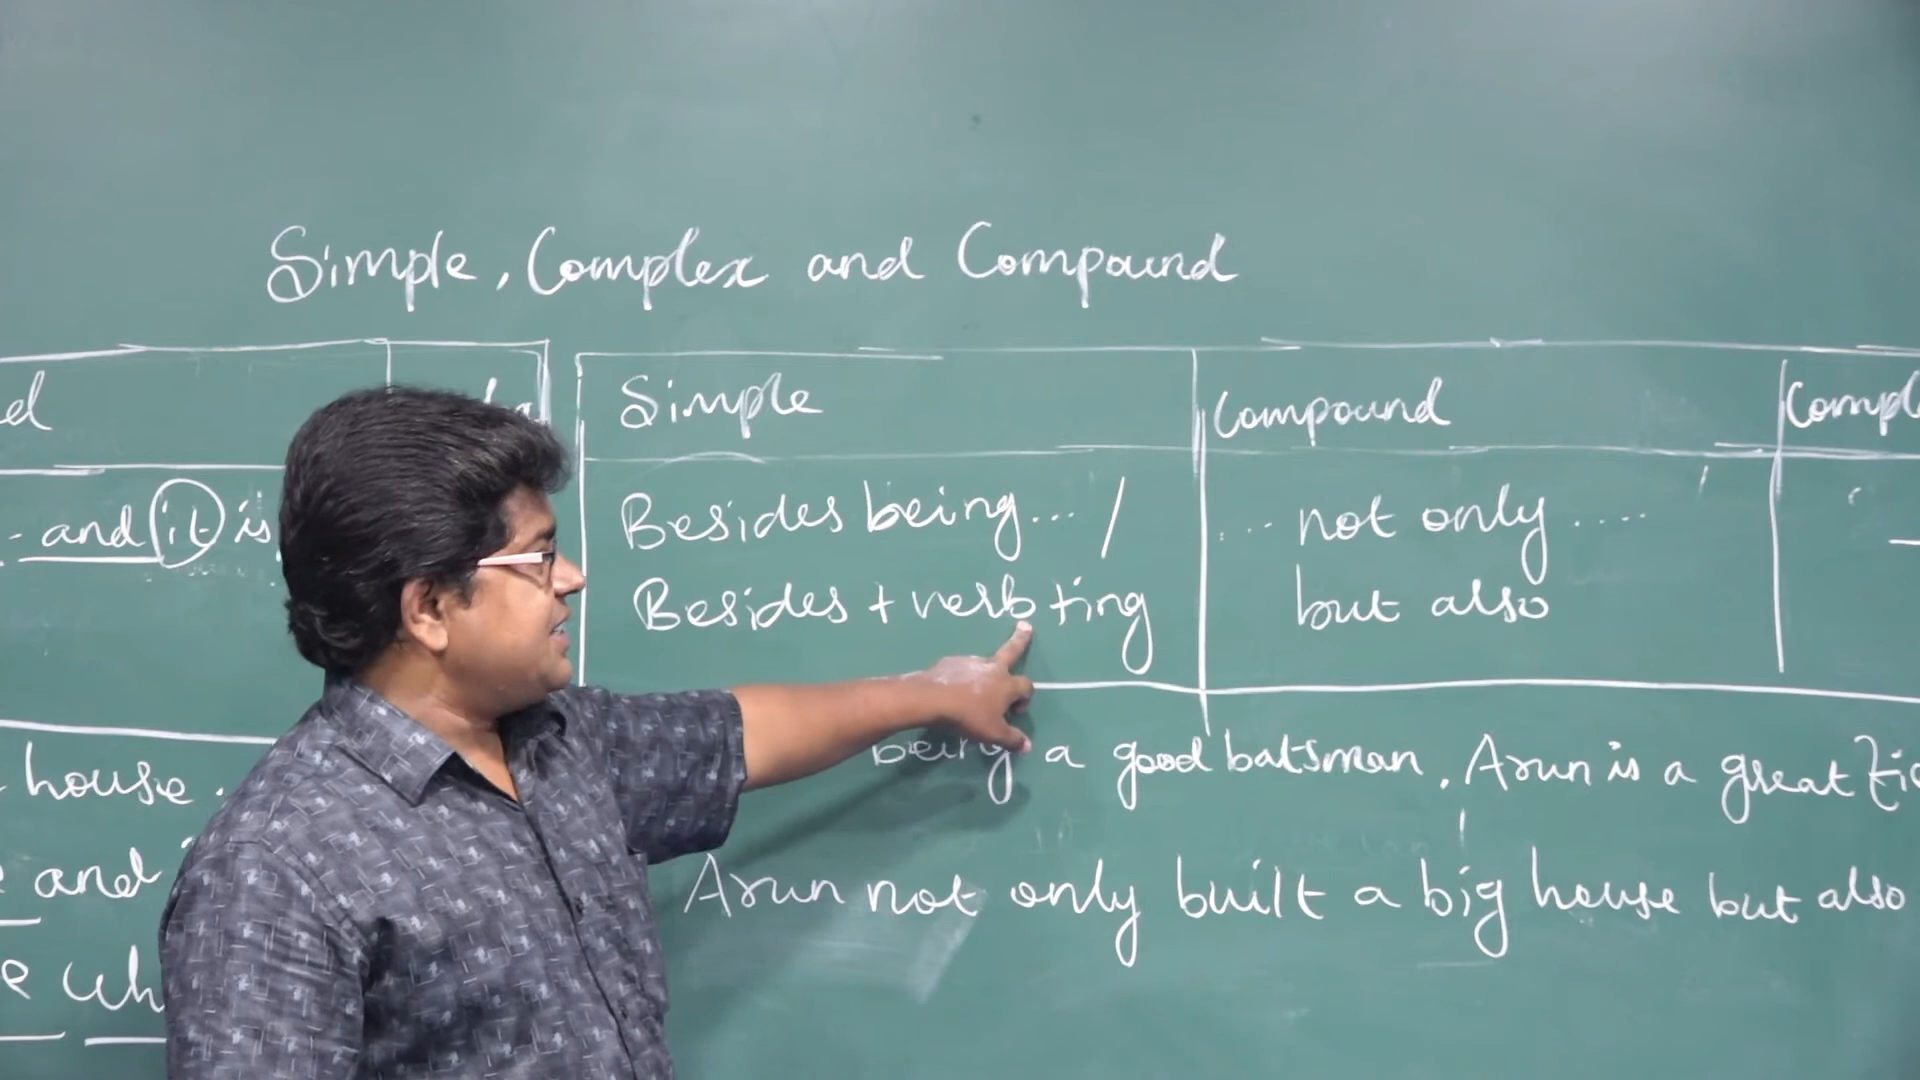 Simple, Complex and Compound
Simple
Compound
- and it is
Besides being... /
Besides + verb + ing
... not only .....
but also
house.
being a good batsman. Arun is a great
and
Arun not only built a big house but also